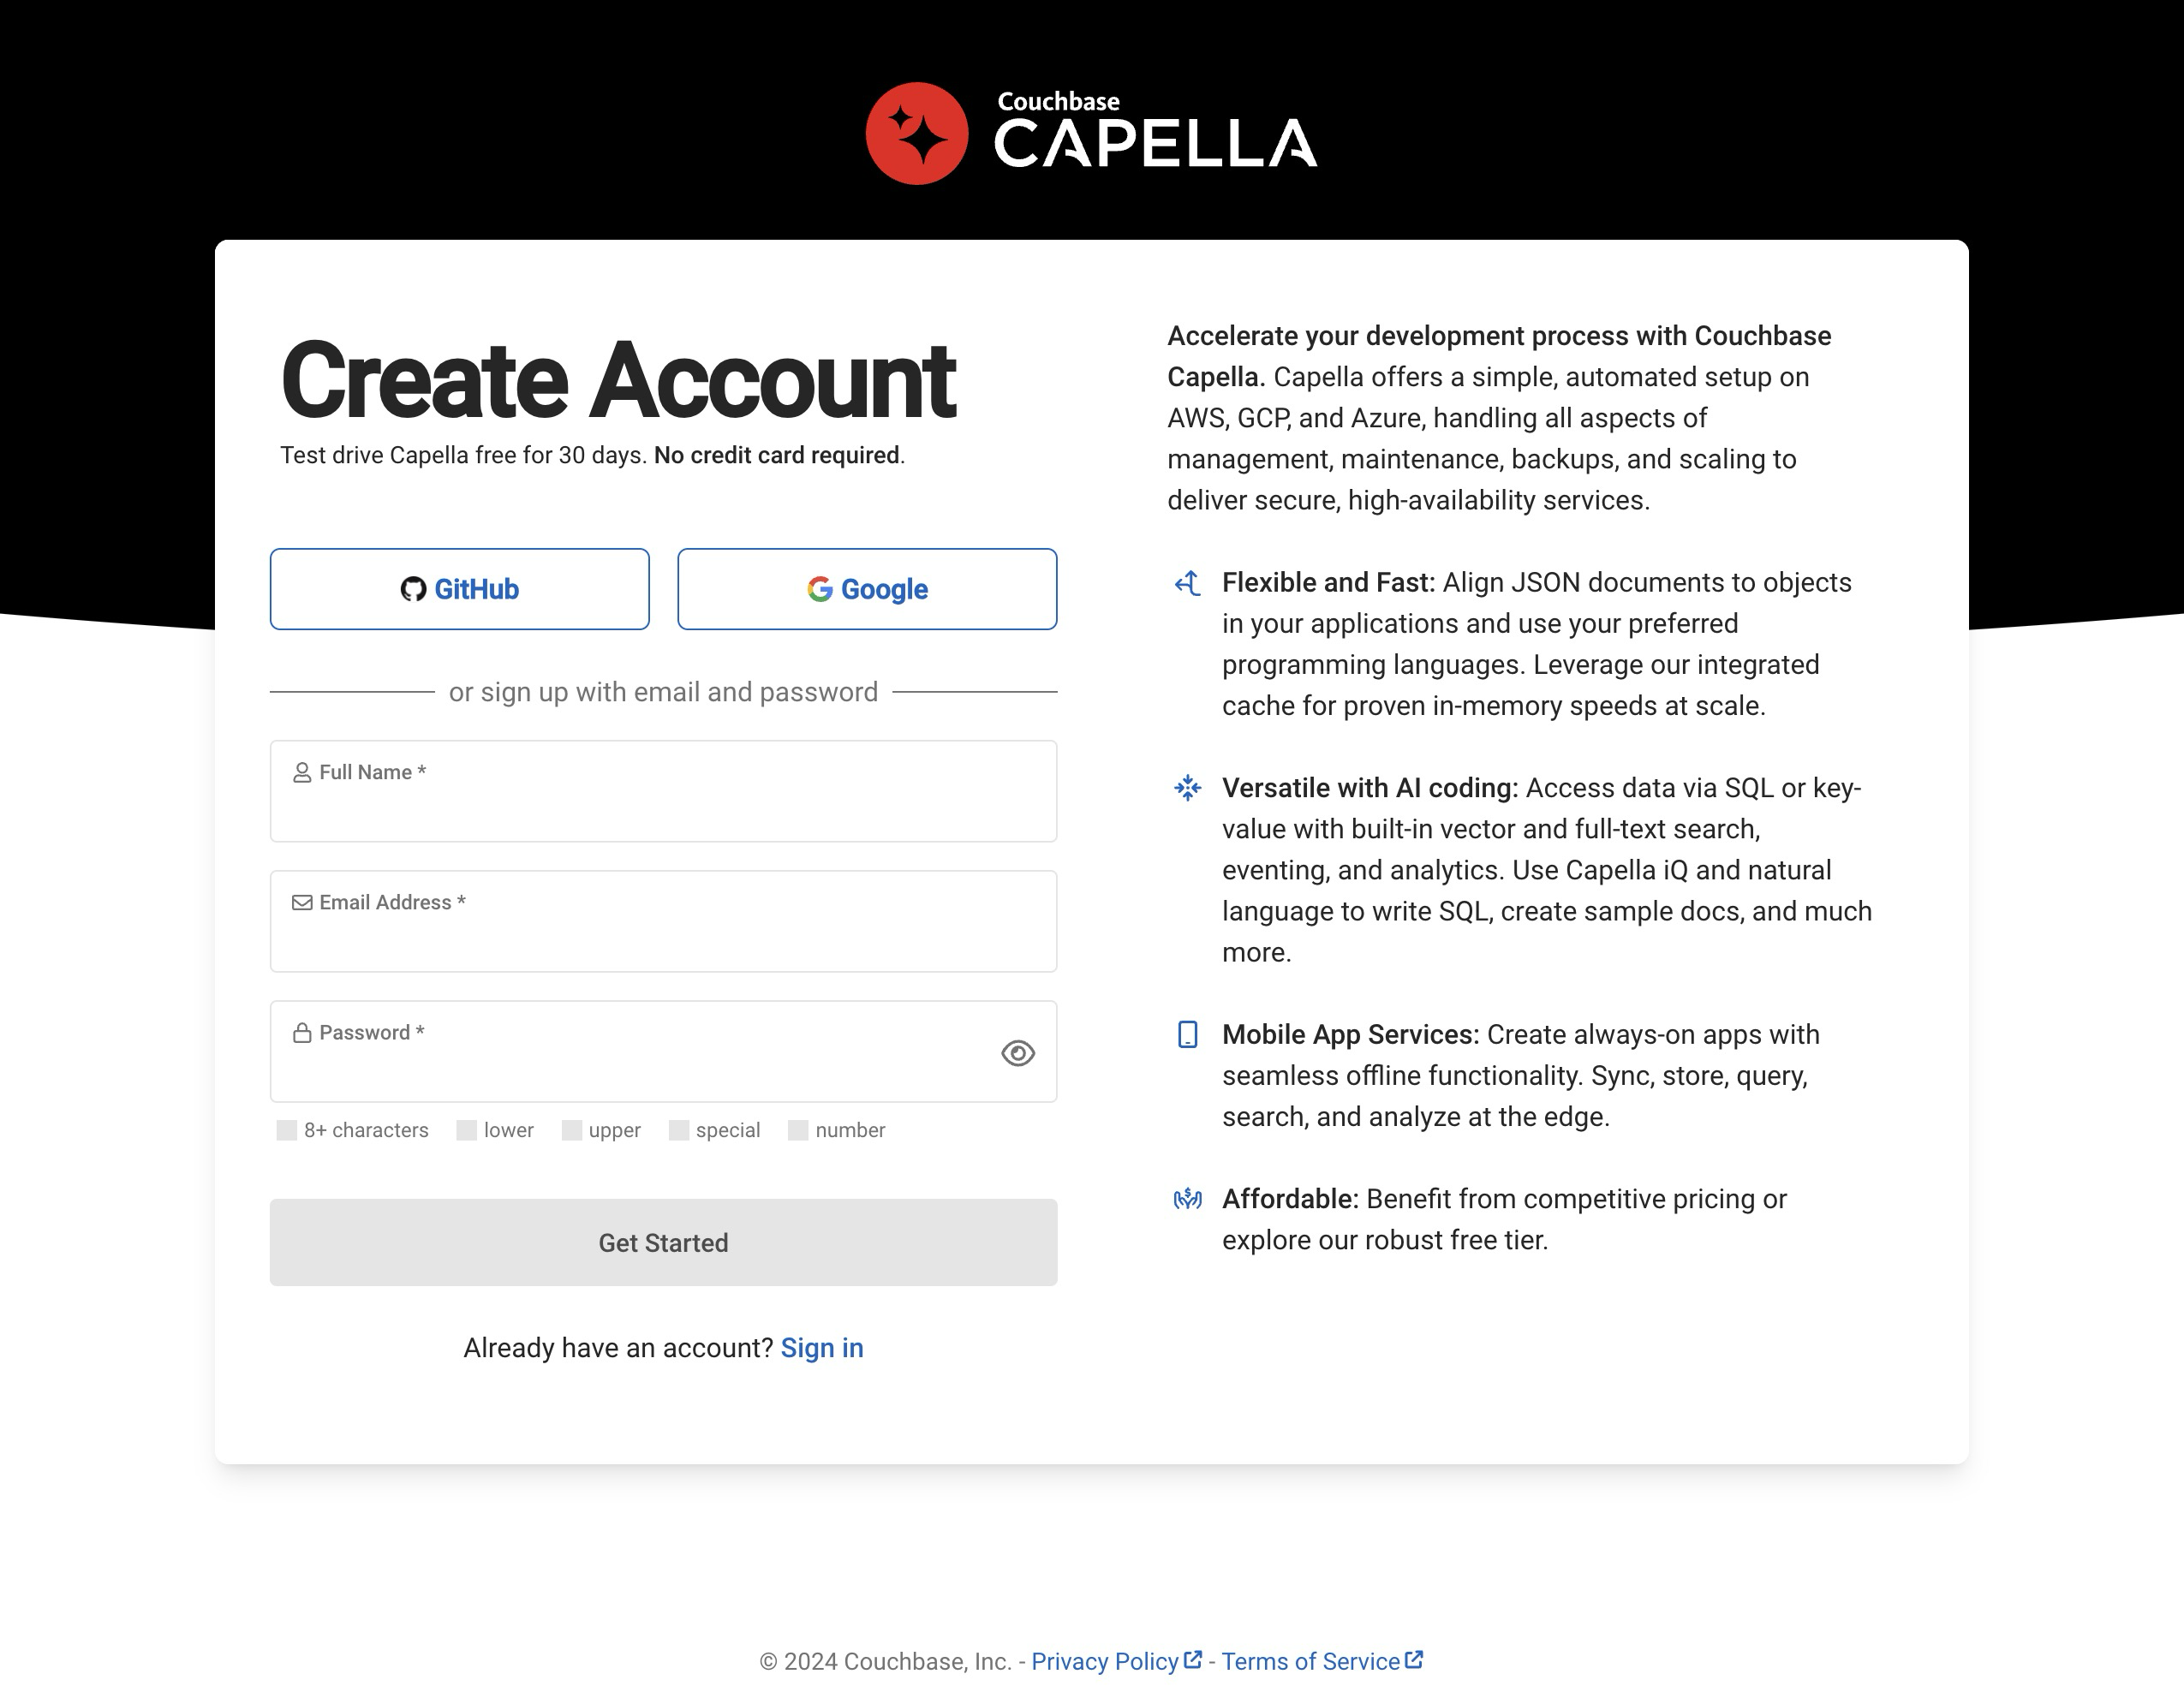 Couchbase
CAPELLA
Create Account
Test drive Capella free for 30 days. No credit card required.
GitHub
Google
or sign up with email and password
Full Name *
Email Address *
Password *
8+ characters
lower
upper
special
number
Get Started
Already have an account? Sign in
Accelerate your development process with Couchbase
Capella. Capella offers a simple, automated setup on
AWS, GCP, and Azure, handling all aspects of
management, maintenance, backups, and scaling to
deliver secure, high-availability services.
Flexible and Fast: Align JSON documents to objects
in your applications and use your preferred
programming languages. Leverage our integrated
cache for proven in-memory speeds at scale.
Versatile with AI coding: Access data via SQL or key-
value with built-in vector and full-text search,
eventing, and analytics. Use Capella iQ and natural
language to write SQL, create sample docs, and much
more.
Mobile App Services: Create always-on apps with
seamless offline functionality. Sync, store, query,
search, and analyze at the edge.
Affordable: Benefit from competitive pricing or
explore our robust free tier.
© 2024 Couchbase, Inc. - Privacy Policy - Terms of Service